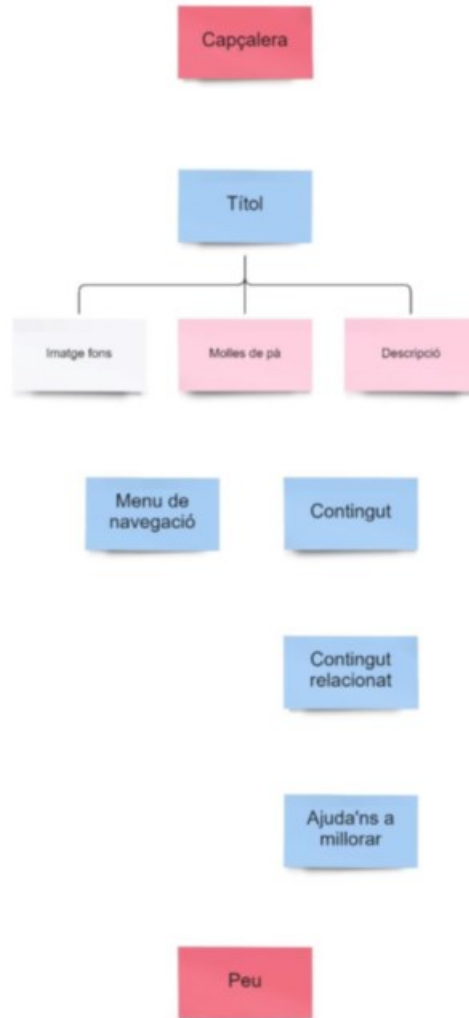 Capçalera
Títol
Imatge fons
Molles de pà
Descripció
Menu de
navegació
Contingut
Contingut
relacionat
Ajuda'ns a
millorar
Peu